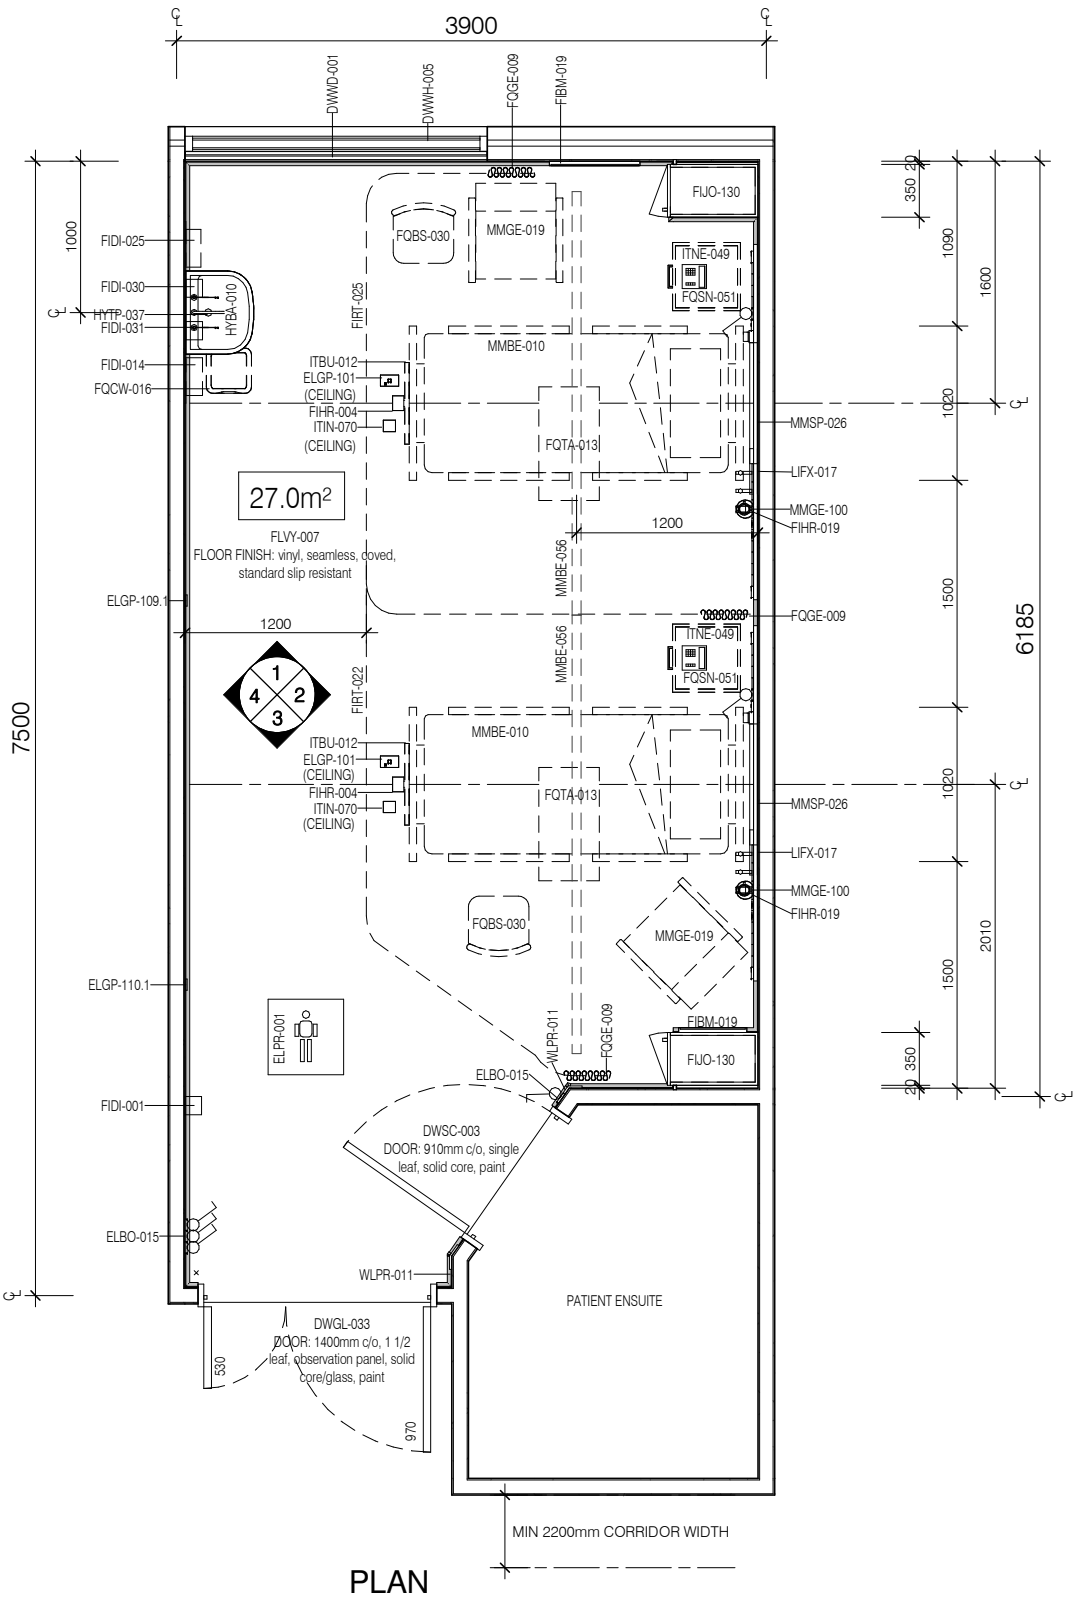 ℄
3900
℄
DWWD-001
DWWH-005
FQGE-009
FIBM-019
20
350
1000
FIDI-025
FIDI-030
℄
HYTP-037
FIDI-031
HYBA-010
FIDI-014
FQCW-016
FQBS-030
MMGE-019
FIJO-130
ITNE-049
FQSN-051
FIRT-025
1090
1600
MMBE-010
ITBU-012
ELGP-101
(CEILING)
FIHR-004
ITIN-070
(CEILING)
FQTA-013
1020
℄
MMSP-026
LIFX-017
MMGE-100
FIHR-019
27.0m²
FLVY-007
FLOOR FINISH: vinyl, seamless, coved,
standard slip resistant
1200
MMBE-056
ELGP-109.1
1500
FQGE-009
1200
6185
MMBE-056
ITNE-049
FQSN-051
FIRT-022
1
4 2
3
7500
MMBE-010
ITBU-012
ELGP-101
(CEILING)
FIHR-004
ITIN-070
(CEILING)
FQTA-013
1020
℄
MMSP-026
LIFX-017
MMGE-100
FIHR-019
FQBS-030
MMGE-019
2010
1500
ELGP-110.1
ELPR-001
WLPR-011
FQGE-009
FIBM-019
FIJO-130
350
20
ELBO-015
℄
FIDI-001
DWSC-003
DOOR: 910mm c/o, single
leaf, solid core, paint
ELBO-015
WLPR-011
℄
PATIENT ENSUITE
DWGL-033
DOOR: 1400mm c/o, 1 1/2
leaf, observation panel, solid
core/glass, paint
530
970
MIN 2200mm CORRIDOR WIDTH
PLAN